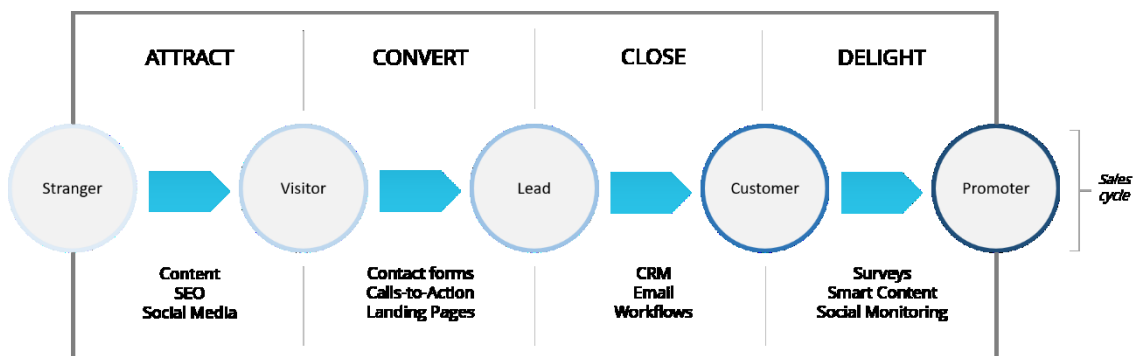 ATTRACT
CONVERT
CLOSE
DELIGHT
Stranger
Visitor
Lead
Customer
Promoter
Sales
cycle
Content
SEO
Social Media
Contact forms
Calls-to-Action
Landing Pages
CRM
Email
Workflows
Surveys
Smart Content
Social Monitoring